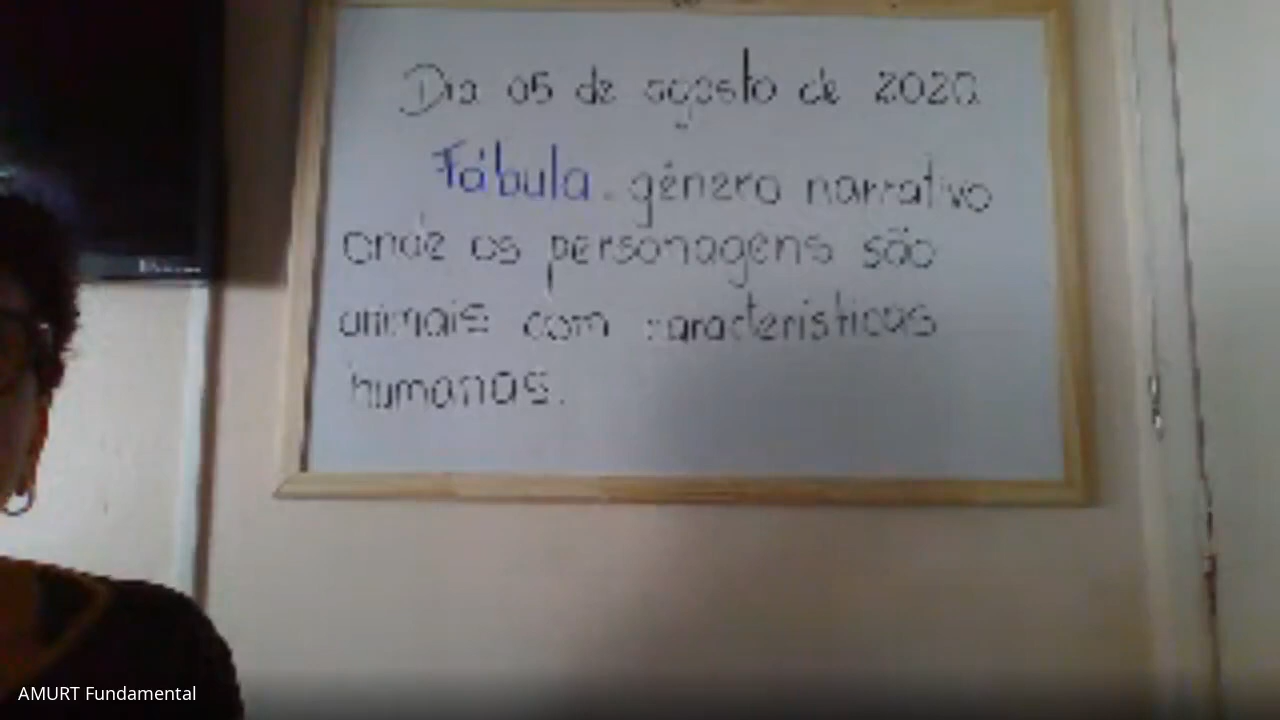 Dia 05 de agosto de 2020
Fábula. gênero narrativo
onde os personagens são
animais com características
humanas.
AMURT Fundamental